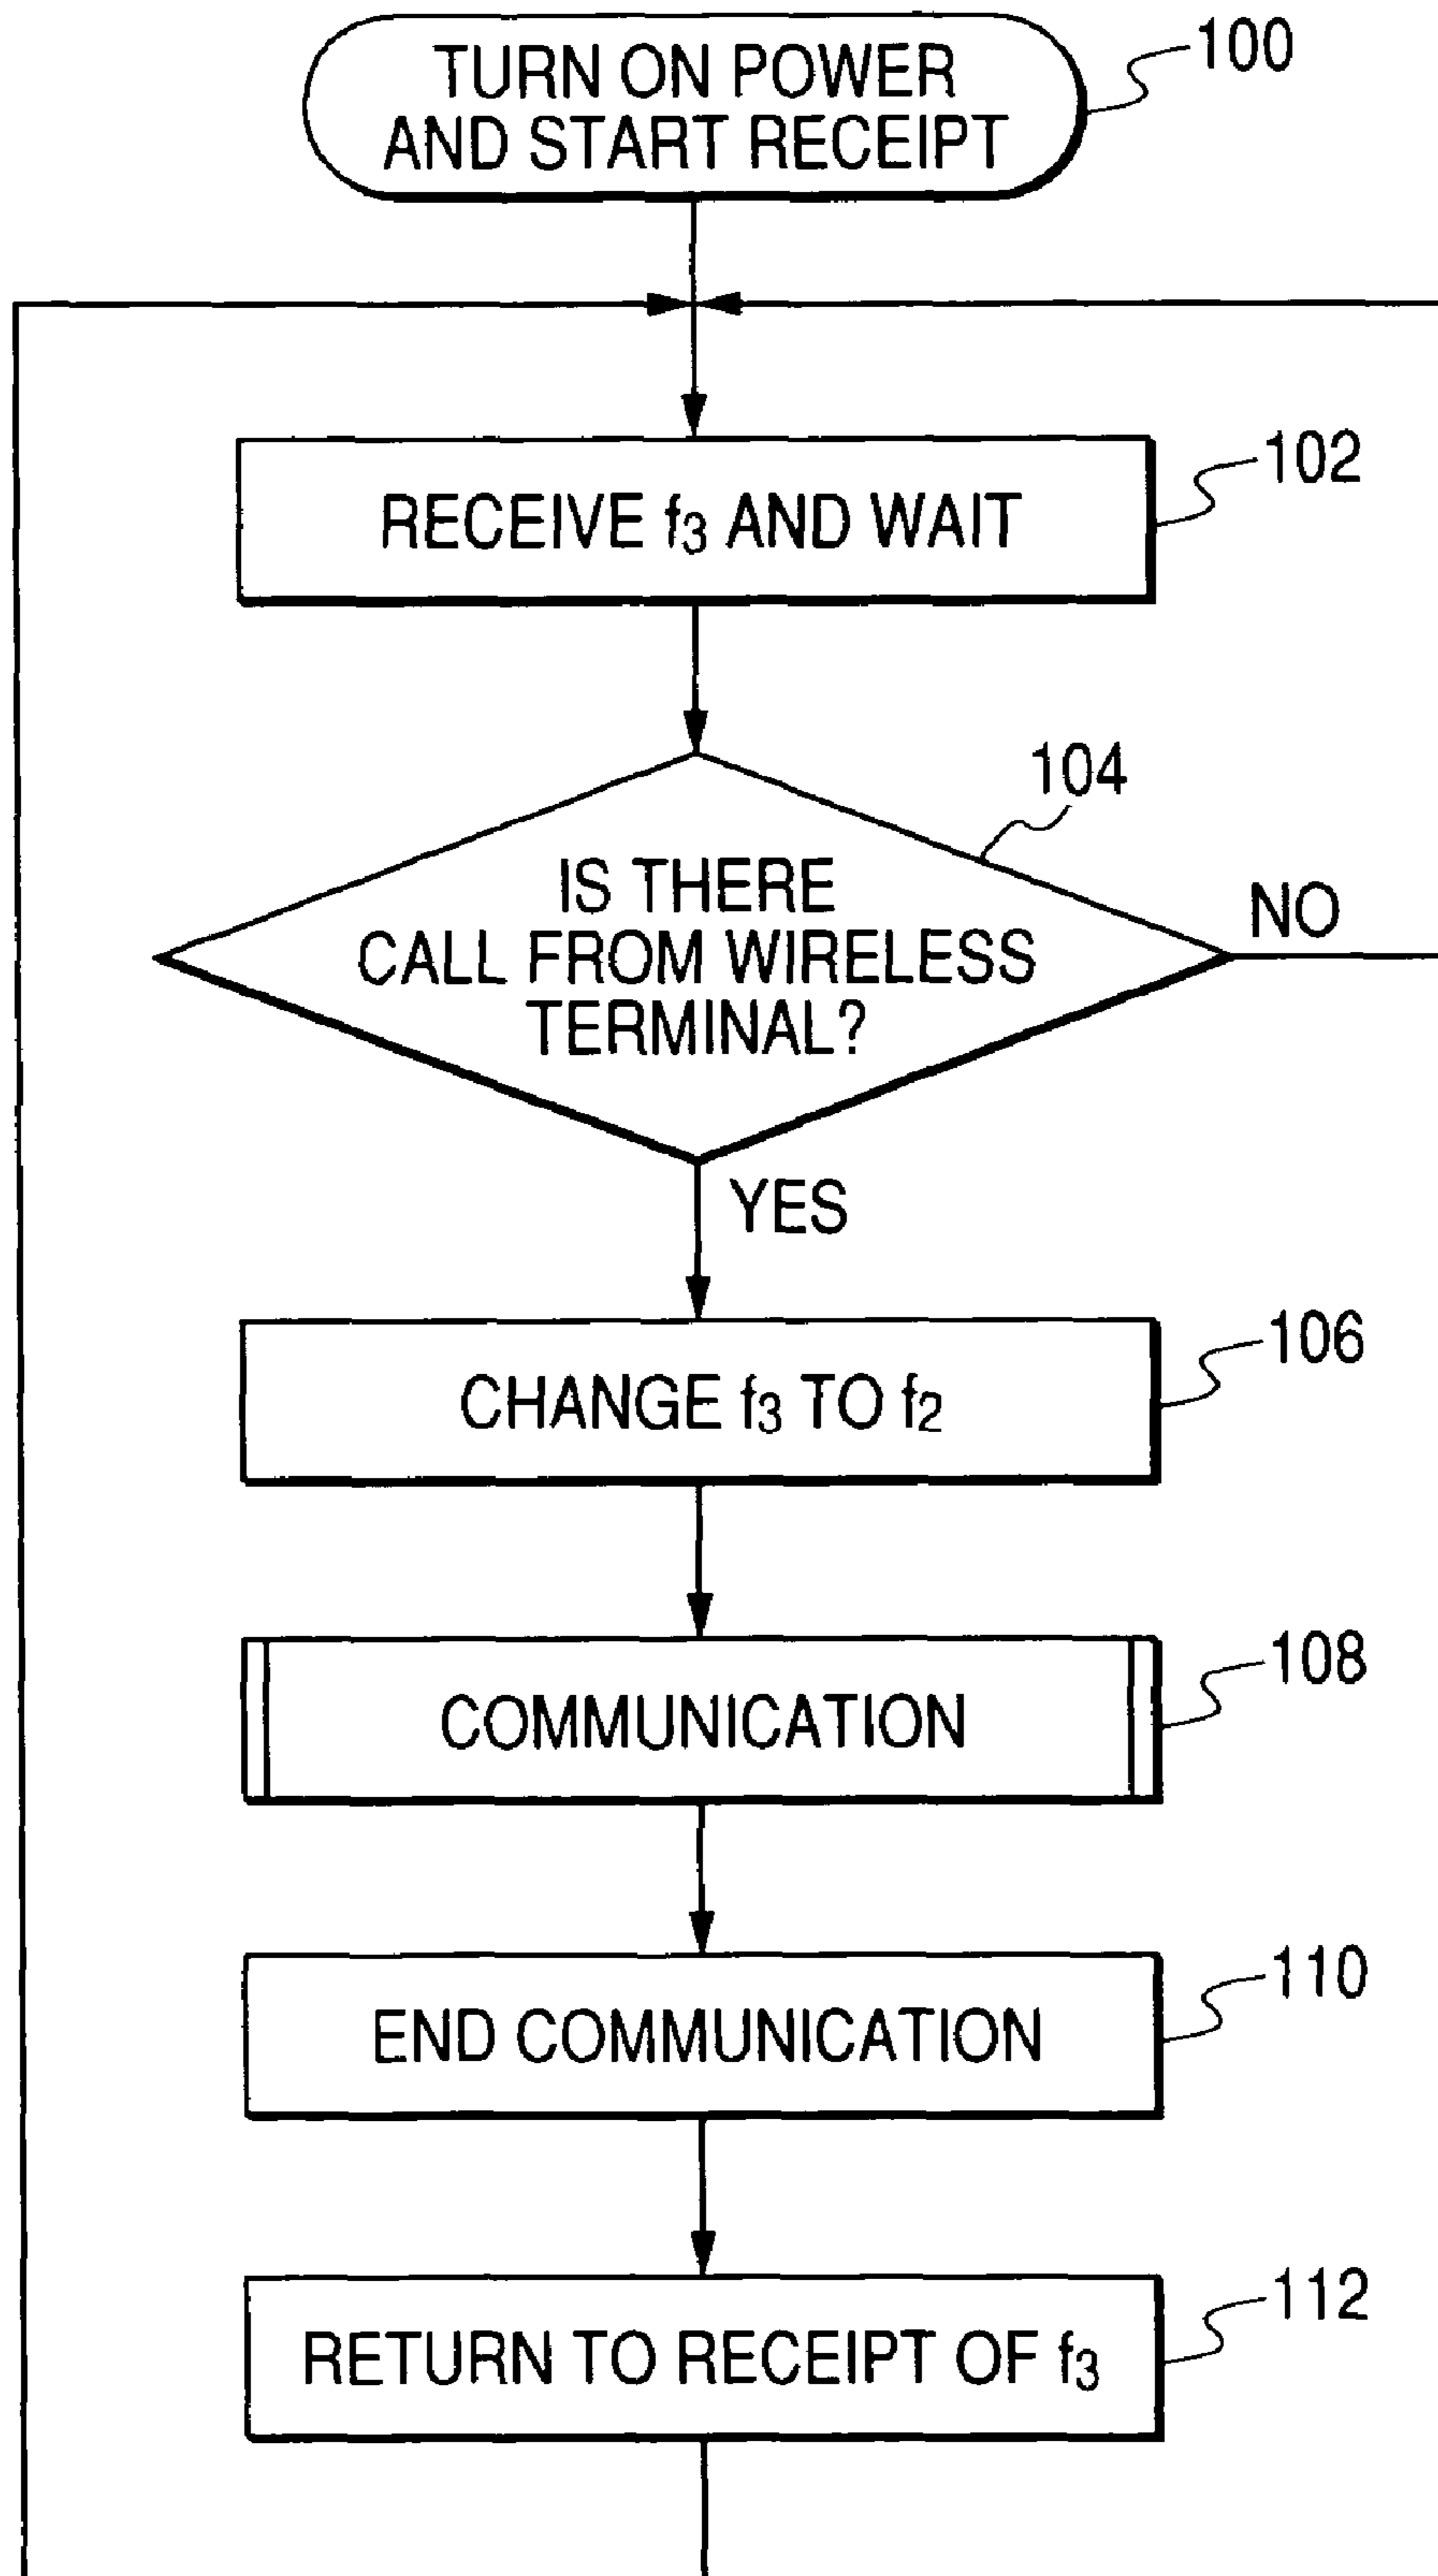 TURN ON POWER
AND START RECEIPT
100
RECEIVE f3 AND WAIT
102
104
IS THERE
CALL FROM WIRELESS
TERMINAL?
NO
YES
CHANGE f3 TO f2
106
COMMUNICATION
108
END COMMUNICATION
110
RETURN TO RECEIPT OF f3
112